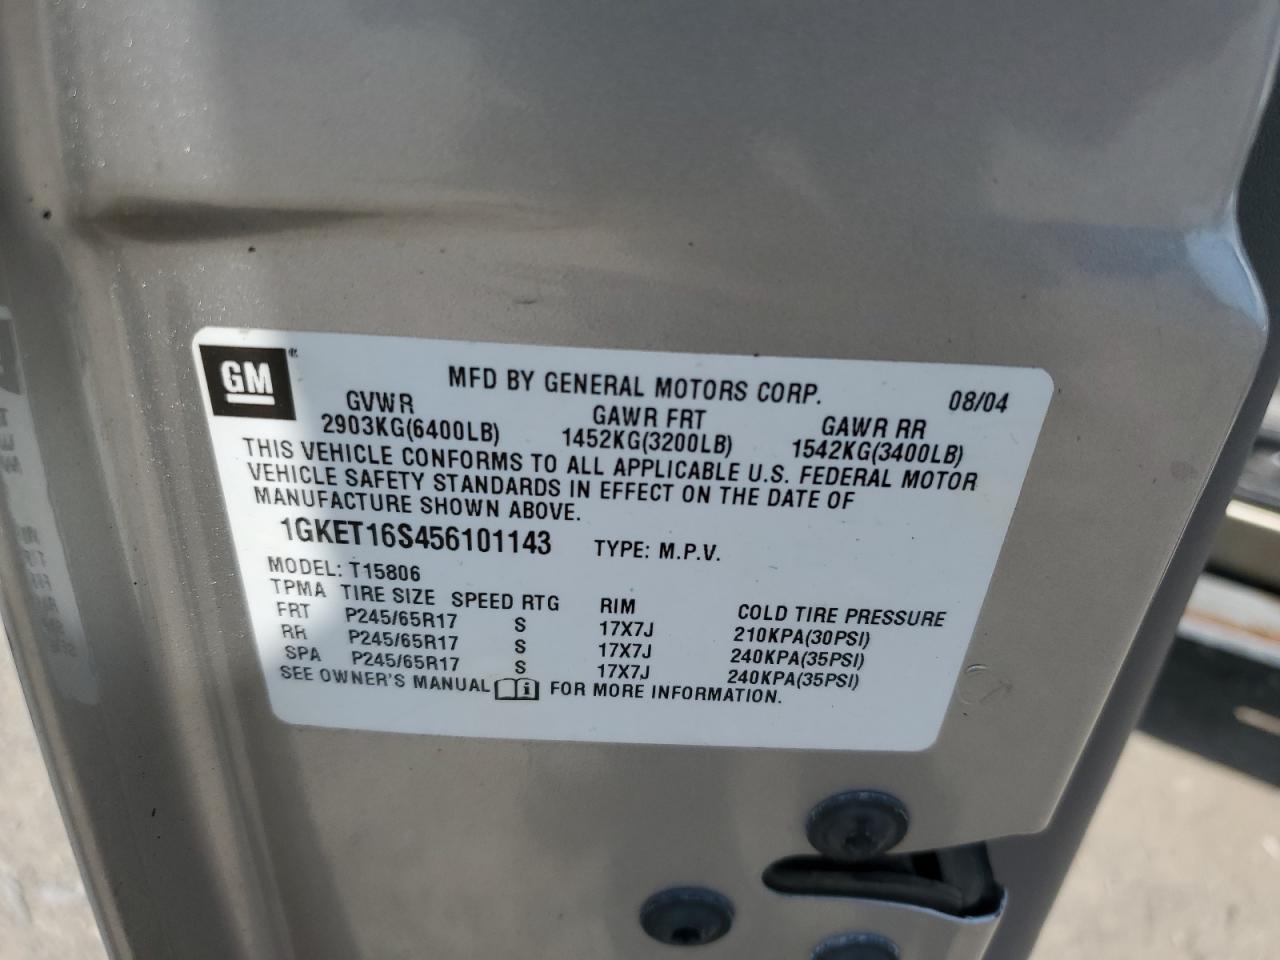 GM
MFD BY GENERAL MOTORS CORP. 08/04
GVWR GAWR FRT GAWR RR
2903KG(6400LB) 1452KG(3200LB) 1542KG(3400LB)
THIS VEHICLE CONFORMS TO ALL APPLICABLE U.S. FEDERAL MOTOR
VEHICLE SAFETY STANDARDS IN EFFECT ON THE DATE OF
MANUFACTURE SHOWN ABOVE.
1GKET16S456101143 TYPE: M.P.V.
MODEL: T15806
TPMA TIRE SIZE SPEED RTG RIM COLD TIRE PRESSURE
FRT P245/65R17 S 17X7J 210KPA(30PSI)
RR P245/65R17 S 17X7J 240KPA(35PSI)
SPA P245/65R17 S 17X7J 240KPA(35PSI)
SEE OWNER'S MANUAL i FOR MORE INFORMATION.